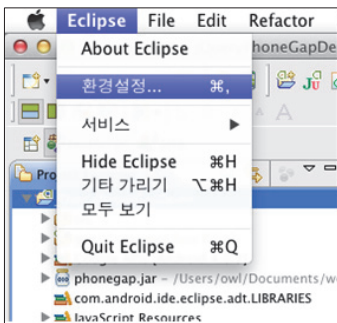 Eclipse File Edit Refactor
About Eclipse
honeGapDe
환경설정... ⌘,
서비스 ▶
Hide Eclipse ⌘H
기타 가리기 ⌥⌘H
모두 보기
Quit Eclipse ⌘Q
Pro
phonegap.jar - /Users/owl/Documents/w
com.android.ide.eclipse.adt.LIBRARIES
JavaScript Resources